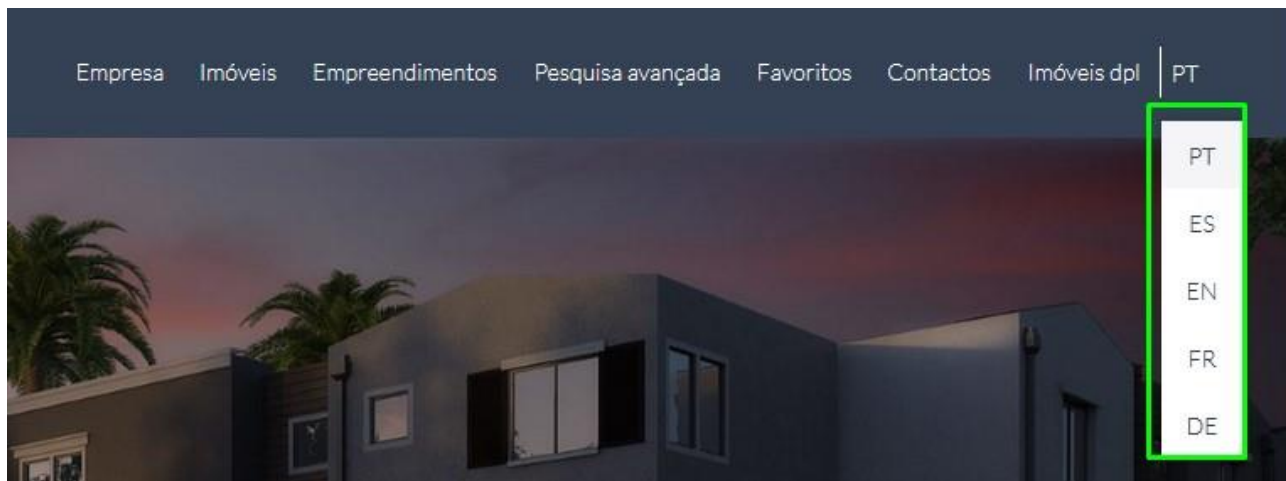 Empresa Imóveis Empreendimentos Pesquisa avançada Favoritos Contactos Imóveis dpl PT
PT
ES
EN
FR
DE